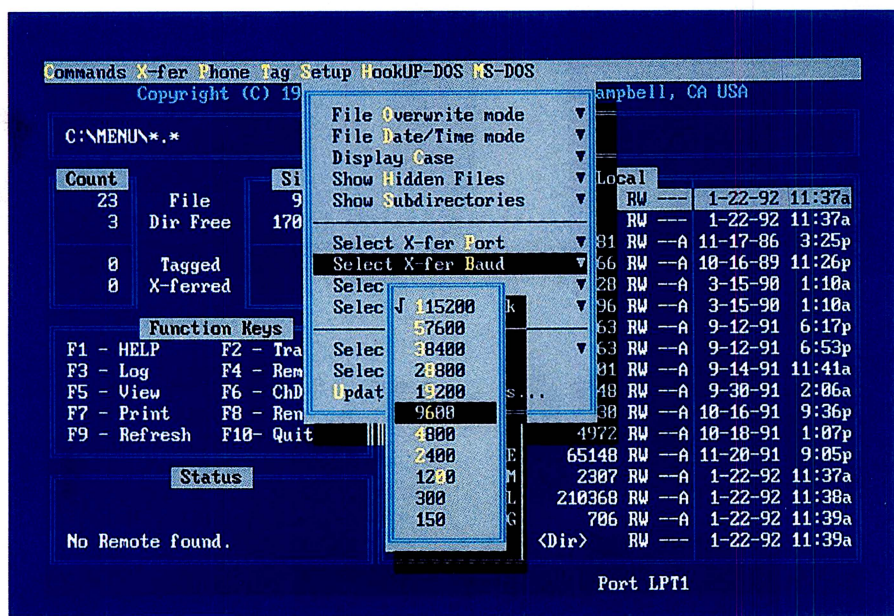 Commands X-fer Phone Tag Setup HookUP-DOS MS-DOS
Copyright (C) 19 ampbell, CA USA
C:\MENU\*.*
File Overwrite mode ▼
File Date/Time mode ▼
Display Case ▼
Show Hidden Files ▼
Show Subdirectories ▼
Select X-fer Port ▼
Select X-fer Baud ▼
Selec ▼
Selec k ▼
Selec ▼
Selec
Updat s...
√ 115200
57600
38400
28800
19200
9600
4800
2400
1200
300
150
Count Si
23 File 9
3 Dir Free 170
0 Tagged
0 X-ferred
Function Keys
F1 - HELP F2 - Tra
F3 - Log F4 - Rem
F5 - View F6 - ChD
F7 - Print F8 - Ren
F9 - Refresh F10- Quit
Status
No Remote found.
Local
RW --- 1-22-92 11:37a
RW --- 1-22-92 11:37a
81 RW --A 11-17-86 3:25p
66 RW --A 10-16-89 11:26p
28 RW --A 3-15-90 1:10a
96 RW --A 3-15-90 1:10a
63 RW --A 9-12-91 6:17p
63 RW --A 9-12-91 6:53p
01 RW --A 9-14-91 11:41a
48 RW --A 9-30-91 2:06a
30 RW --A 10-16-91 9:36p
4972 RW --A 10-18-91 1:07p
E 65148 RW --A 11-20-91 9:05p
M 2307 RW --A 1-22-92 11:37a
L 210368 RW --A 1-22-92 11:38a
G 706 RW --A 1-22-92 11:39a
<Dir> RW --- 1-22-92 11:39a
Port LPT1